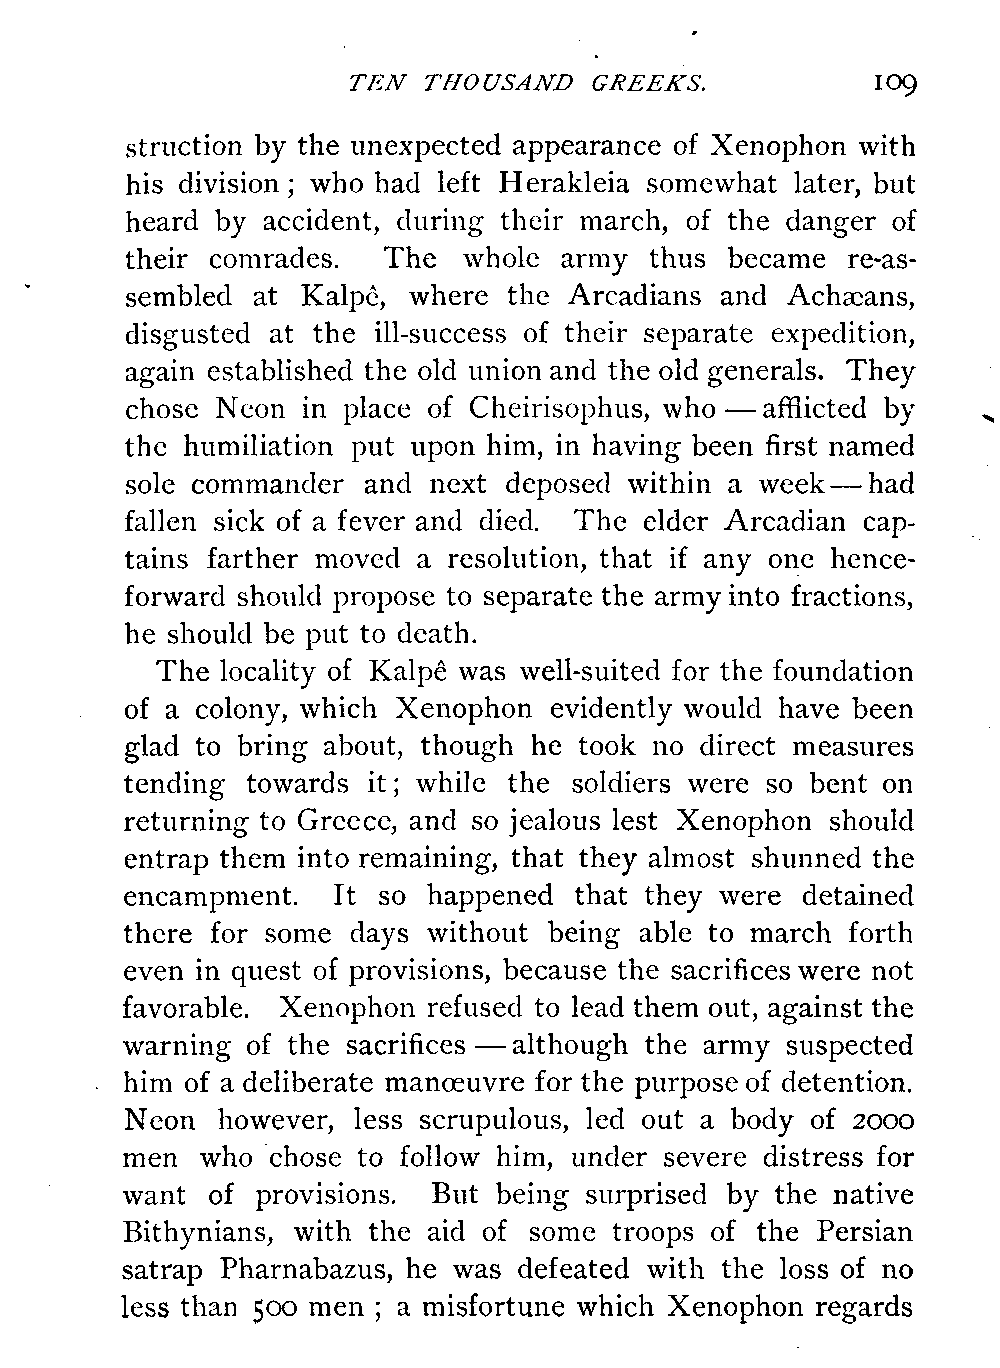 TEN THOUSAND GREEKS. 109
struction by the unexpected appearance of Xenophon with
his division ; who had left Herakleia somewhat later, but
heard by accident, during their march, of the danger of
their comrades. The whole army thus became re-as-
sembled at Kalpê, where the Arcadians and Achæans,
disgusted at the ill-success of their separate expedition,
again established the old union and the old generals. They
chose Neon in place of Cheirisophus, who — afflicted by
the humiliation put upon him, in having been first named
sole commander and next deposed within a week — had
fallen sick of a fever and died. The elder Arcadian cap-
tains farther moved a resolution, that if any one hence-
forward should propose to separate the army into fractions,
he should be put to death.
The locality of Kalpê was well-suited for the foundation
of a colony, which Xenophon evidently would have been
glad to bring about, though he took no direct measures
tending towards it ; while the soldiers were so bent on
returning to Greece, and so jealous lest Xenophon should
entrap them into remaining, that they almost shunned the
encampment. It so happened that they were detained
there for some days without being able to march forth
even in quest of provisions, because the sacrifices were not
favorable. Xenophon refused to lead them out, against the
warning of the sacrifices — although the army suspected
him of a deliberate manœuvre for the purpose of detention.
Neon however, less scrupulous, led out a body of 2000
men who chose to follow him, under severe distress for
want of provisions. But being surprised by the native
Bithynians, with the aid of some troops of the Persian
satrap Pharnabazus, he was defeated with the loss of no
less than 500 men ; a misfortune which Xenophon regards